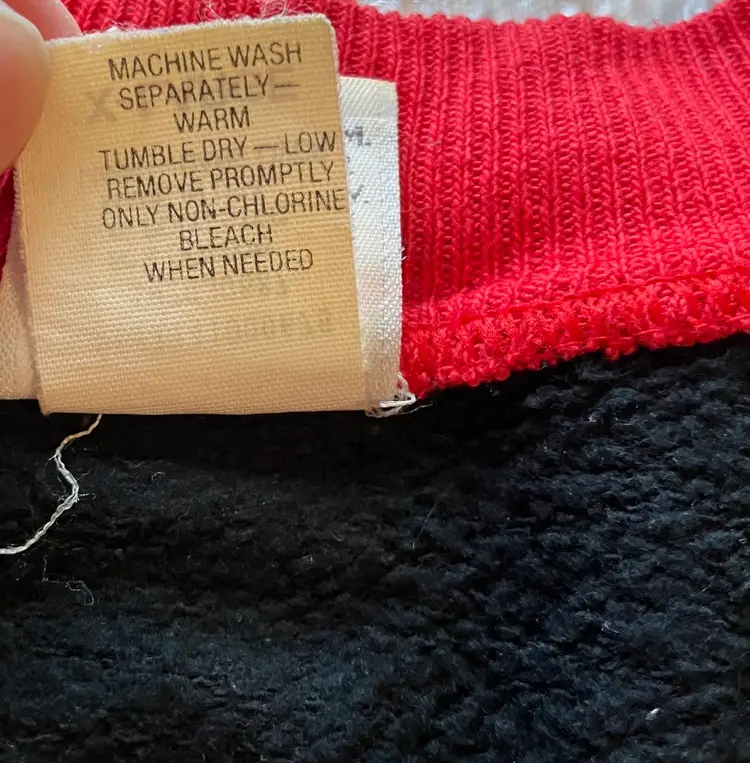 MACHINE WASH
SEPARATELY—
WARM
TUMBLE DRY—LOW
REMOVE PROMPTLY
ONLY NON-CHLORINE
BLEACH
WHEN NEEDED